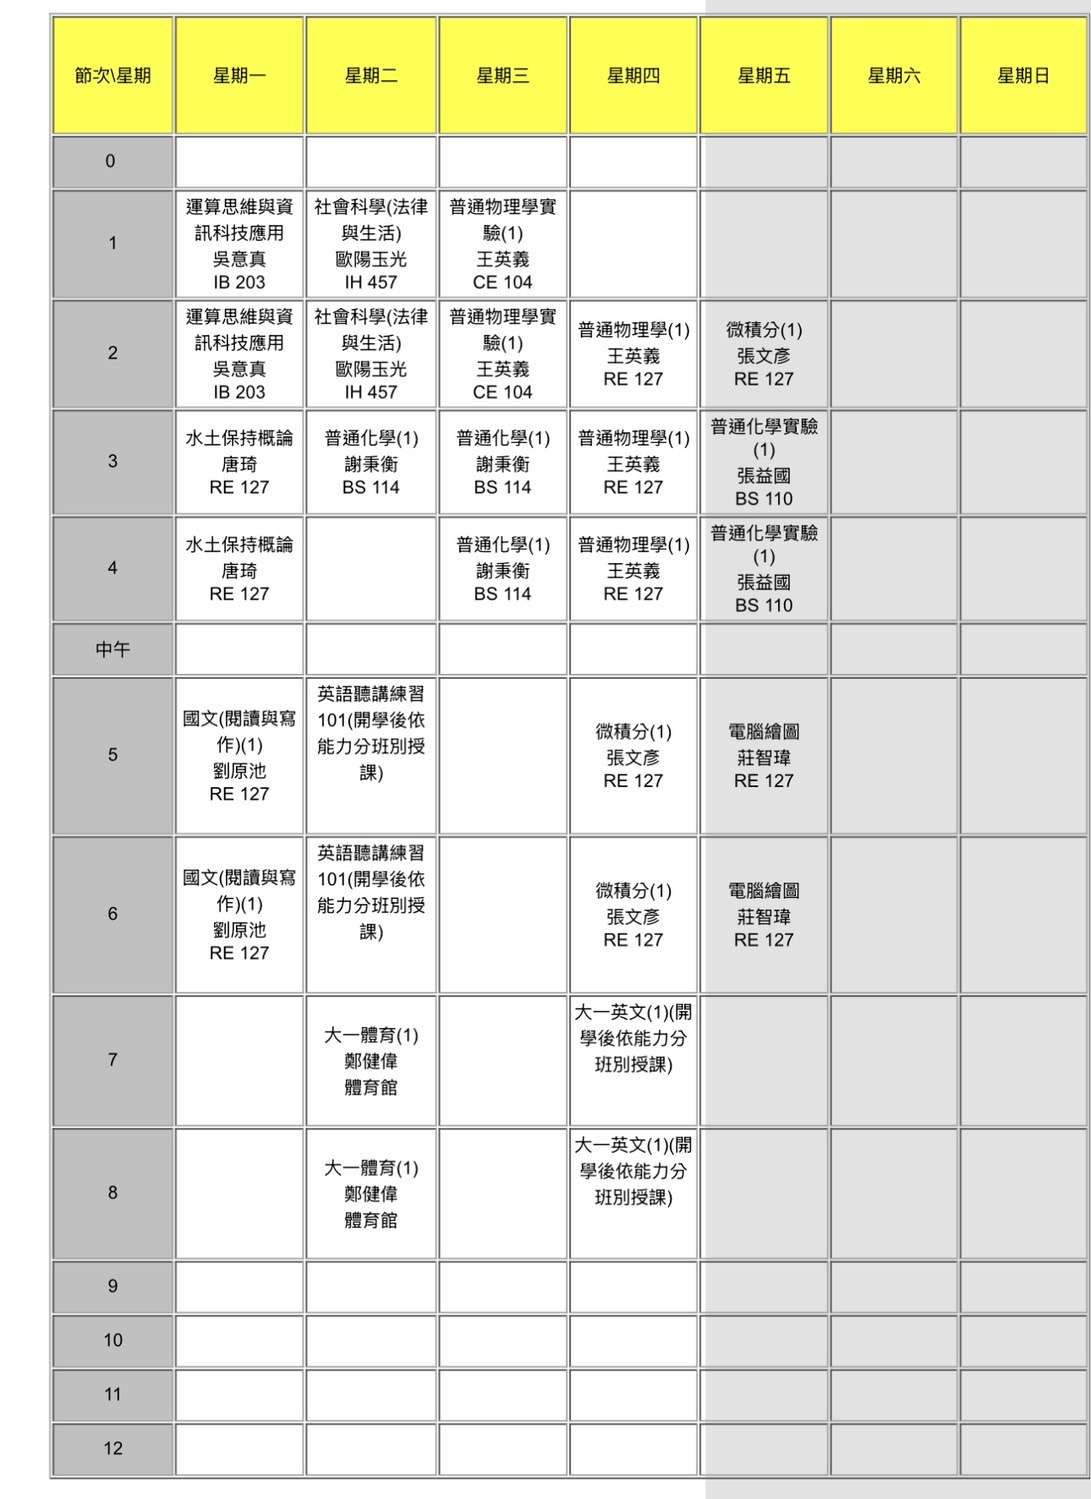 節次\星期 星期一 星期二 星期三 星期四 星期五 星期六 星期日
0
1
運算思維與資
訊科技應用
吳意真
IB 203
社會科學(法律
與生活)
歐陽玉光
IH 457
普通物理學實
驗(1)
王英義
CE 104
2
運算思維與資
訊科技應用
吳意真
IB 203
社會科學(法律
與生活)
歐陽玉光
IH 457
普通物理學實
驗(1)
王英義
CE 104
普通物理學(1)
王英義
RE 127
微積分(1)
張文彥
RE 127
3
水土保持概論
唐琦
RE 127
普通化學(1)
謝秉衡
BS 114
普通化學(1)
謝秉衡
BS 114
普通物理學(1)
王英義
RE 127
普通化學實驗
(1)
張益國
BS 110
4
水土保持概論
唐琦
RE 127
普通化學(1)
謝秉衡
BS 114
普通物理學(1)
王英義
RE 127
普通化學實驗
(1)
張益國
BS 110
中午
5
國文(閱讀與寫
作)(1)
劉原池
RE 127
英語聽講練習
101(開學後依
能力分班別授
課)
微積分(1)
張文彥
RE 127
電腦繪圖
莊智瑋
RE 127
6
國文(閱讀與寫
作)(1)
劉原池
RE 127
英語聽講練習
101(開學後依
能力分班別授
課)
微積分(1)
張文彥
RE 127
電腦繪圖
莊智瑋
RE 127
7
大一體育(1)
鄭健偉
體育館
大一英文(1)(開
學後依能力分
班別授課)
8
大一體育(1)
鄭健偉
體育館
大一英文(1)(開
學後依能力分
班別授課)
9
10
11
12